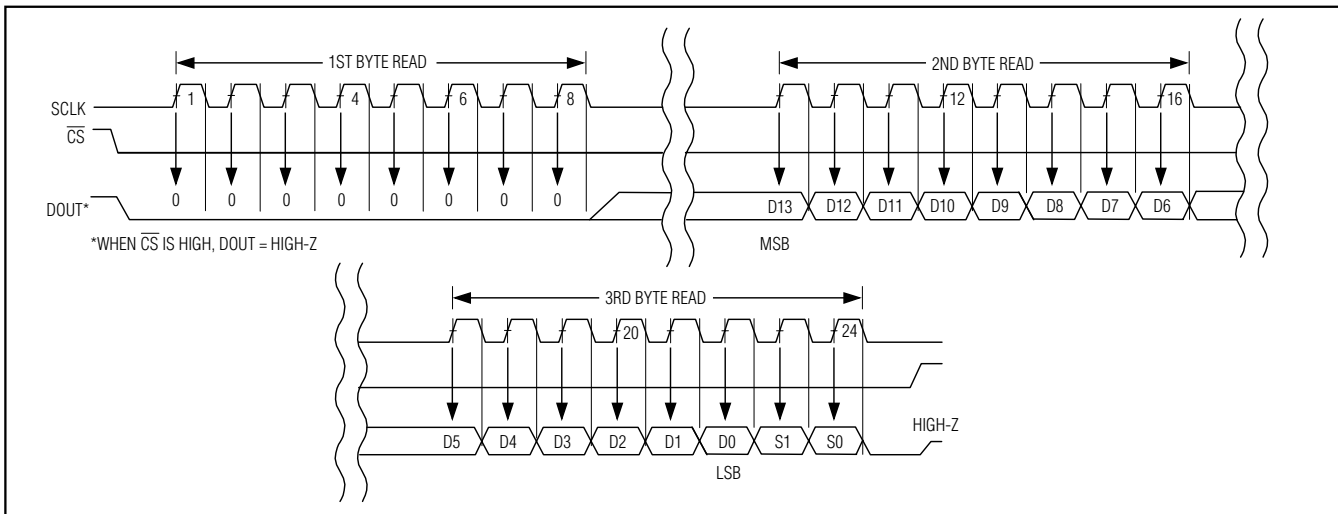 1ST BYTE READ
2ND BYTE READ
SCLK
1 4 6 8
12 16
CS
0 0 0 0 0 0 0 0
DOUT*
D13 D12 D11 D10 D9 D8 D7 D6
*WHEN CS IS HIGH, DOUT = HIGH-Z
MSB
3RD BYTE READ
20 24
HIGH-Z
D5 D4 D3 D2 D1 D0 S1 S0
LSB